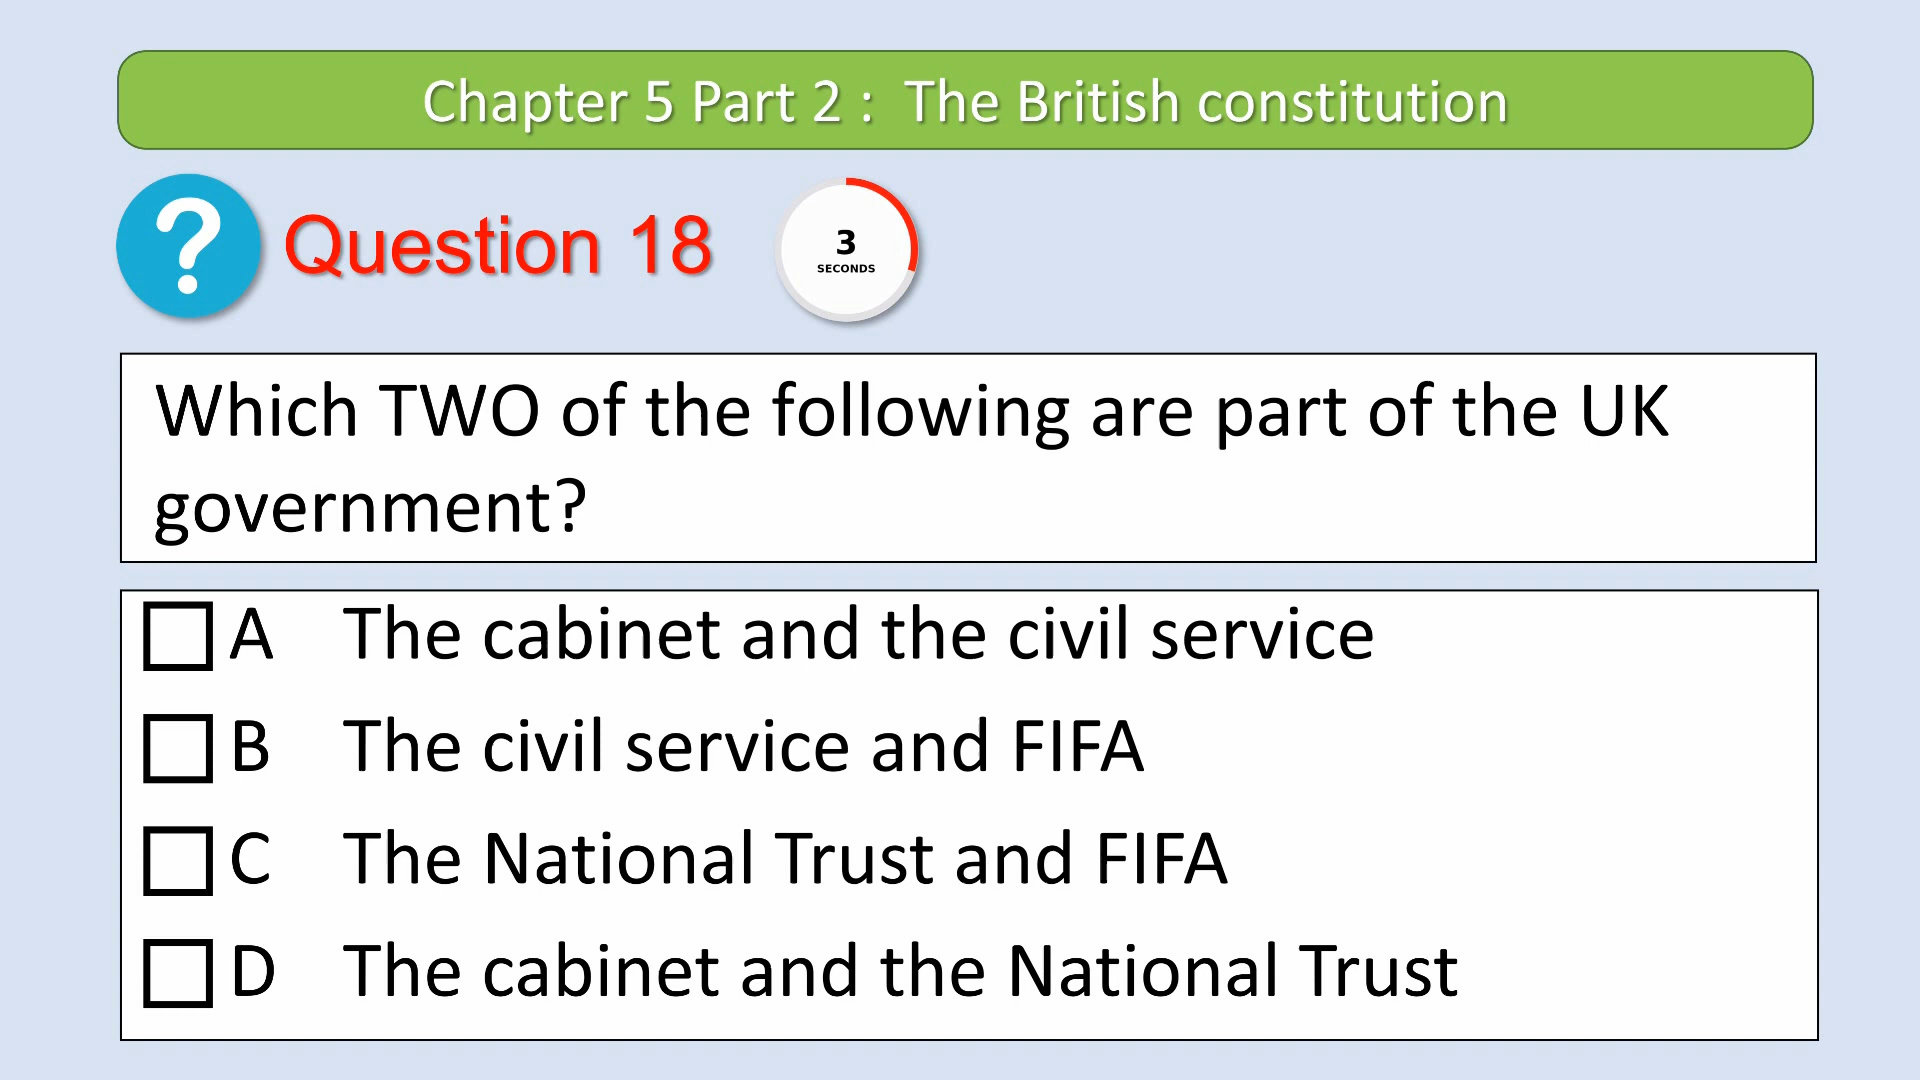 Chapter 5 Part 2 : The British constitution
?
Question 18
3
SECONDS
Which TWO of the following are part of the UK
government?
A The cabinet and the civil service
B The civil service and FIFA
C The National Trust and FIFA
D The cabinet and the National Trust